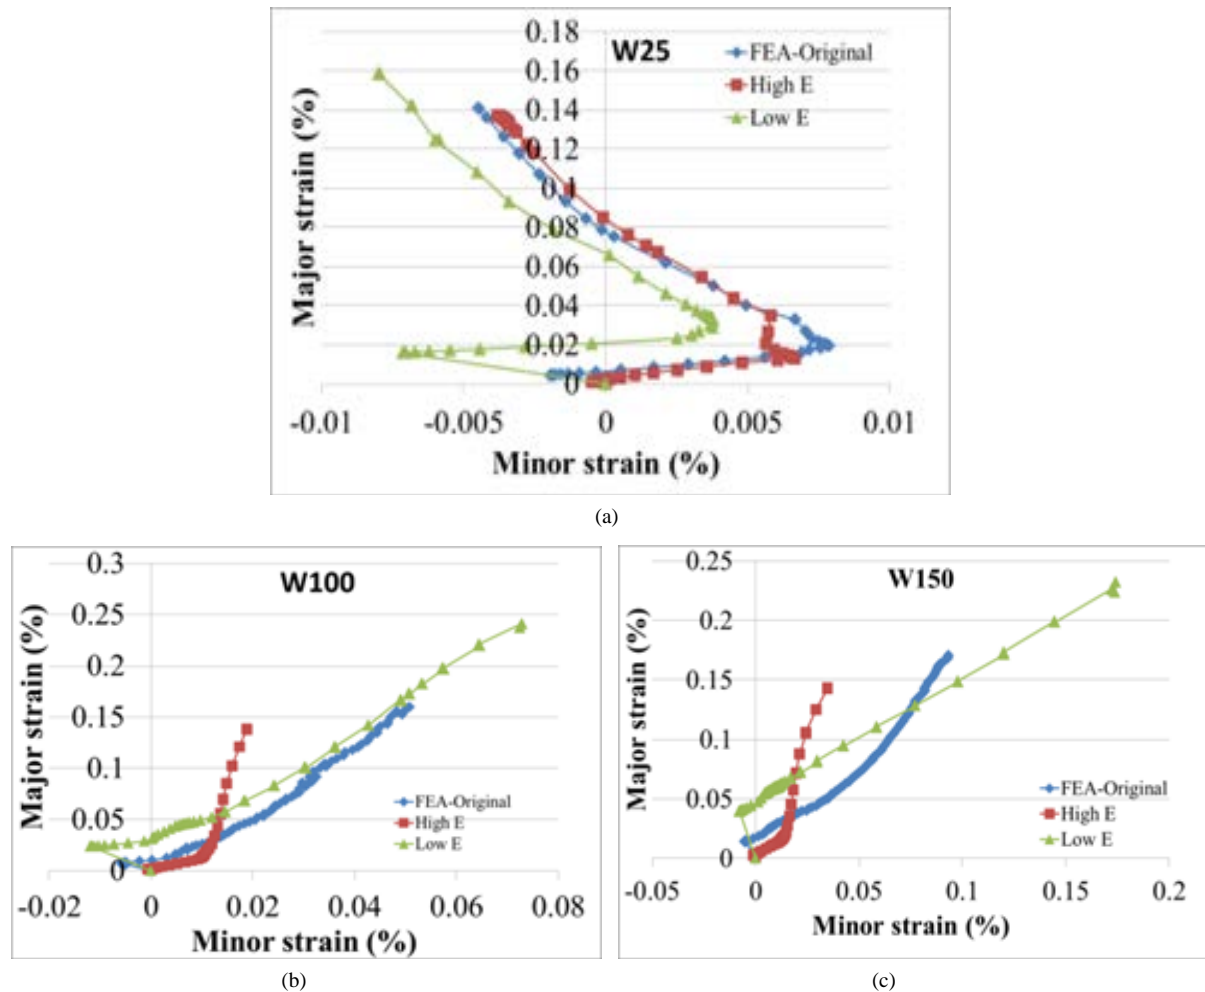 0.18
W25
FEA-Original
0.16
High E
0.14
Low E
0.12
0.1
0.08
0.06
0.04
0.02
0
-0.01
-0.005
0
0.005
0.01
Major strain (%)
Minor strain (%)
(a)
W100
0.3
0.25
0.2
0.15
0.1
0.05
0
-0.02
0
0.02
0.04
0.06
0.08
FEA-Original
High E
Low E
Major strain (%)
Minor strain (%)
(b)
W150
0.25
0.2
0.15
0.1
0.05
0
-0.05
0
0.05
0.1
0.15
0.2
FEA-Original
High E
Low E
Major strain (%)
Minor strain (%)
(c)